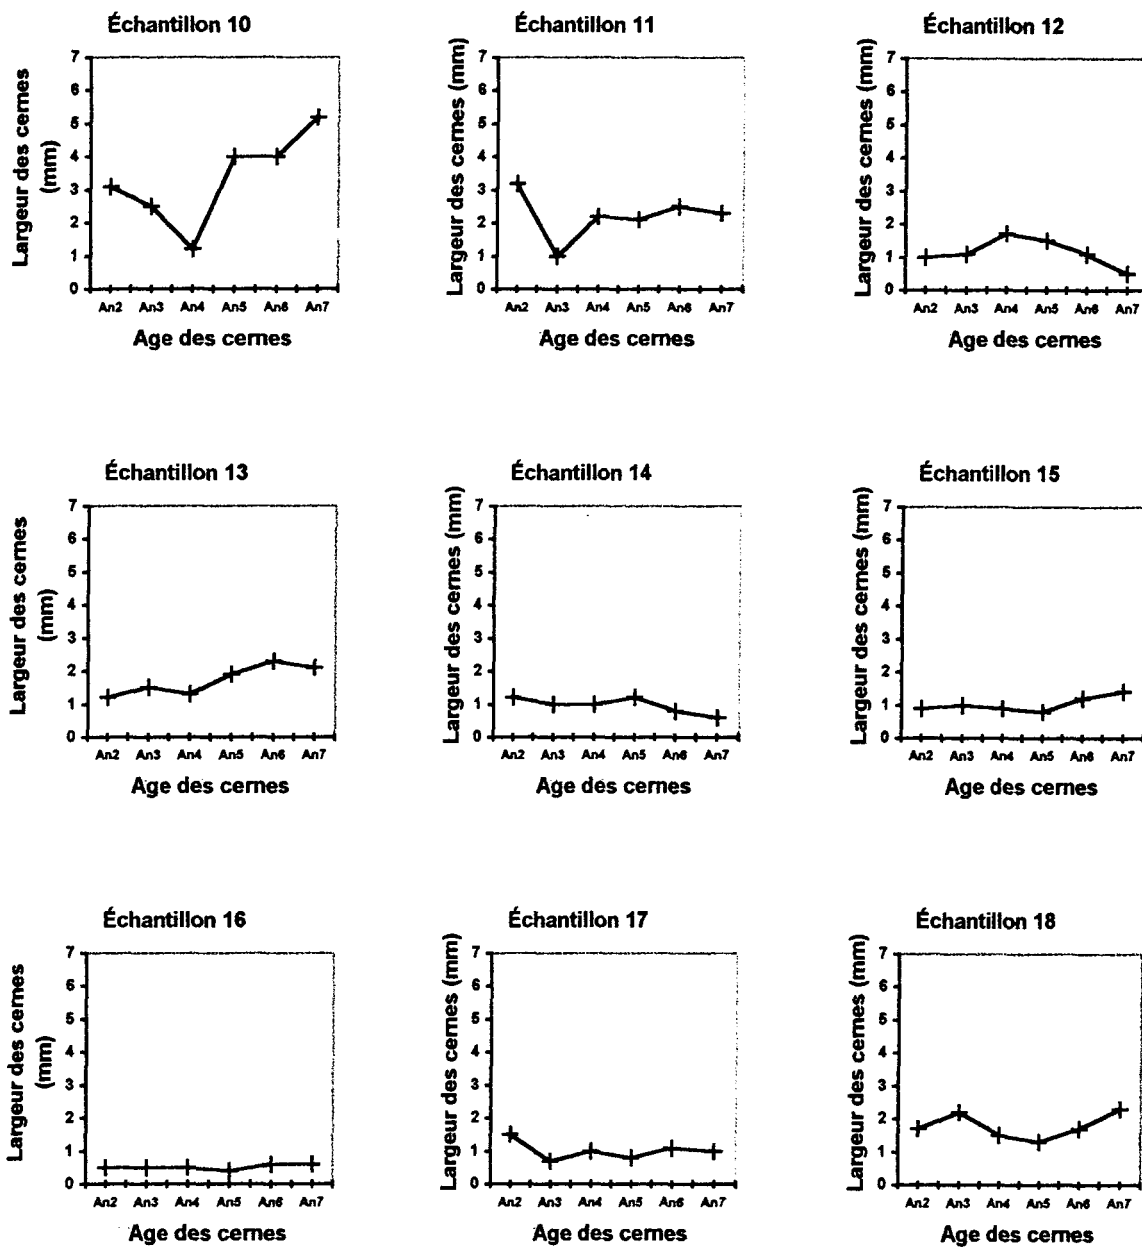 Échantillon 10
Largeur des cernes
(mm)
7
6
5
4
3
2
1
0
An2 An3 An4 An5 An6 An7
Age des cernes
Échantillon 11
Largeur des cernes (mm)
7
6
5
4
3
2
1
0
An2 An3 An4 An5 An6 An7
Age des cernes
Échantillon 12
Largeur des cernes (mm)
7
6
5
4
3
2
1
0
An2 An3 An4 An5 An6 An7
Age des cernes
Échantillon 13
Largeur des cernes
(mm)
7
6
5
4
3
2
1
0
An2 An3 An4 An5 An6 An7
Age des cernes
Échantillon 14
Largeur des cernes (mm)
7
6
5
4
3
2
1
0
An2 An3 An4 An5 An6 An7
Age des cernes
Échantillon 15
Largeur des cernes (mm)
7
6
5
4
3
2
1
0
An2 An3 An4 An5 An6 An7
Age des cernes
Échantillon 16
Largeur des cernes
(mm)
7
6
5
4
3
2
1
0
An2 An3 An4 An5 An6 An7
Age des cernes
Échantillon 17
Largeur des cernes (mm)
7
6
5
4
3
2
1
0
An2 An3 An4 An5 An6 An7
Age des cernes
Échantillon 18
Largeur des cernes (mm)
7
6
5
4
3
2
1
0
An2 An3 An4 An5 An6 An7
Age des cernes